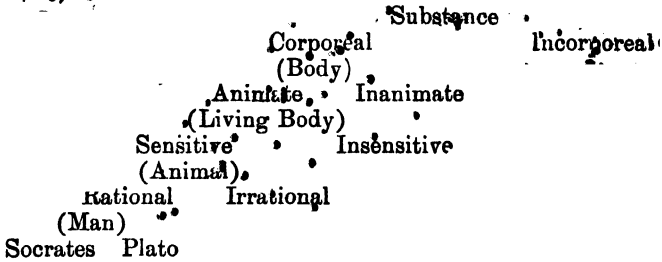 Substance
Corporeal Incorporeal
(Body)
Animate Inanimate
(Living Body)
Sensitive Insensitive
(Animal)
Rational Irrational
(Man)
Socrates Plato